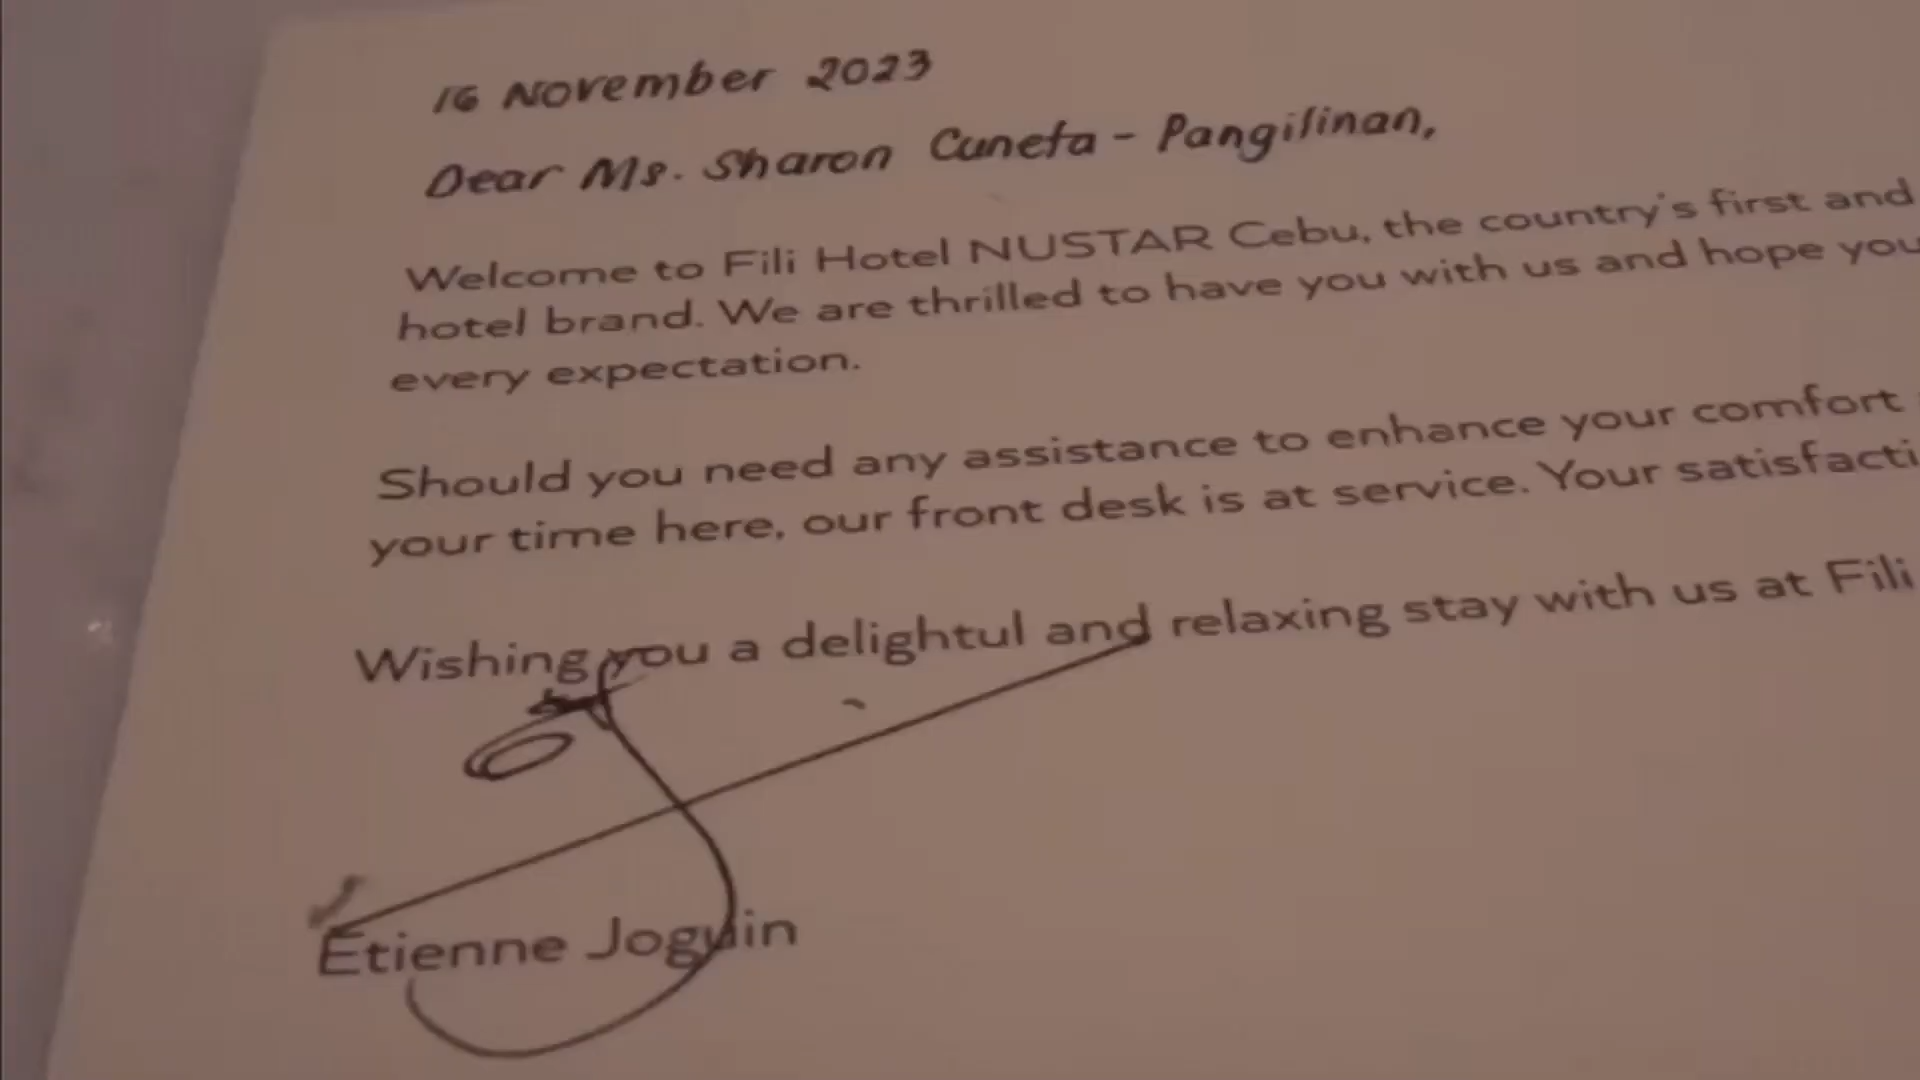 16 November 2023
Dear Ms. Sharon Cuneta - Pangilinan,
Welcome to Fili Hotel NUSTAR Cebu, the country's first and
hotel brand. We are thrilled to have you with us and hope you
every expectation.
Should you need any assistance to enhance your comfort
your time here, our front desk is at service. Your satisfacti
Wishing you a delightful and relaxing stay with us at Fili
Etienne Joguin